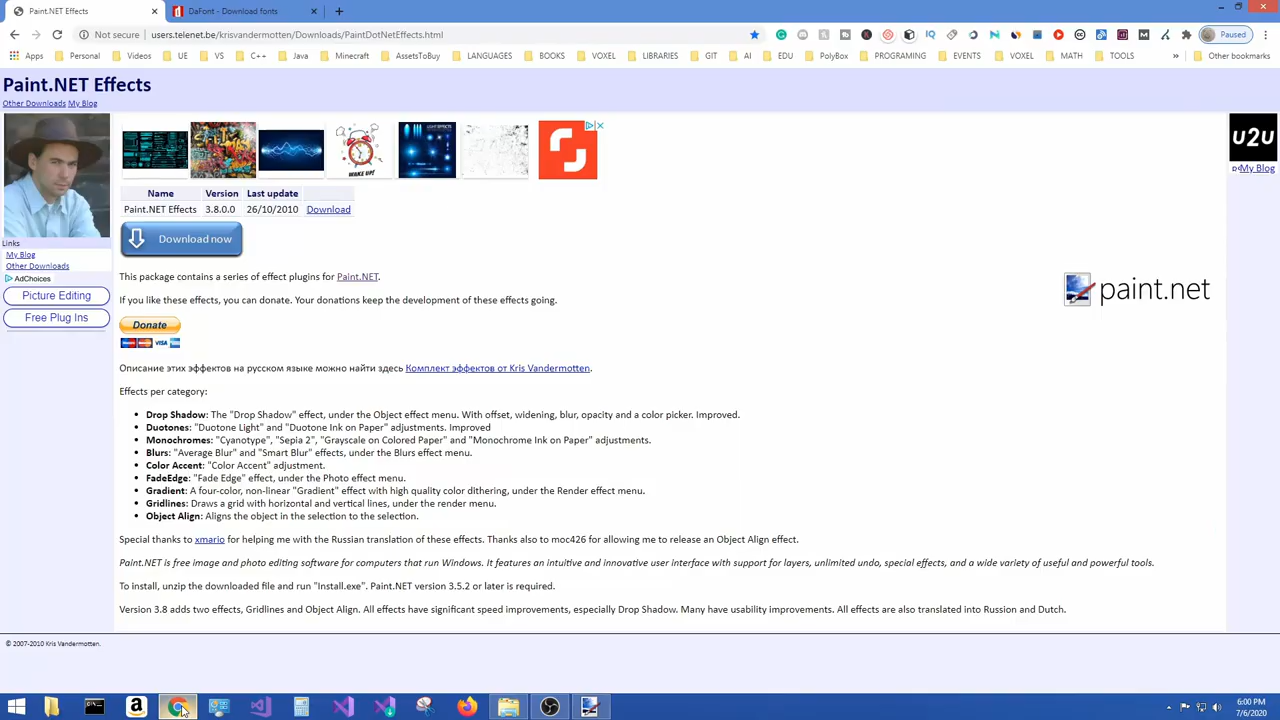 Paint.NET Effects
DaFont - Download fonts
Not secure
users.telenet.be/krisvandermotten/Downloads/PaintDotNetEffects.html
Paused
Apps
Personal
Videos
UE
VS
C++
Java
Minecraft
AssetsToBuy
LANGUAGES
BOOKS
VOXEL
LIBRARIES
GIT
AI
EDU
PolyBox
PROGRAMING
EVENTS
VOXEL
MATH
TOOLS
»
Other bookmarks
Paint.NET Effects
Other Downloads My Blog
WAKE UP!
LIGHT EFFECTS
u2u
My Blog
Name Version Last update
Paint.NET Effects 3.8.0.0 26/10/2010 Download
Download now
Links
My Blog
Other Downloads
AdChoices
Picture Editing
Free Plug Ins
This package contains a series of effect plugins for Paint.NET.
paint.net
If you like these effects, you can donate. Your donations keep the development of these effects going.
Donate
VISA
Описание этих эффектов на русском языке можно найти здесь Комплект эффектов от Kris Vandermotten.
Effects per category:
• Drop Shadow: The "Drop Shadow" effect, under the Object effect menu. With offset, widening, blur, opacity and a color picker. Improved.
• Duotones: "Duotone Light" and "Duotone Ink on Paper" adjustments. Improved
• Monochromes: "Cyanotype", "Sepia 2", "Grayscale on Colored Paper" and "Monochrome Ink on Paper" adjustments.
• Blurs: "Average Blur" and "Smart Blur" effects, under the Blurs effect menu.
• Color Accent: "Color Accent" adjustment.
• FadeEdge: "Fade Edge" effect, under the Photo effect menu.
• Gradient: A four-color, non-linear "Gradient" effect with high quality color dithering, under the Render effect menu.
• Gridlines: Draws a grid with horizontal and vertical lines, under the render menu.
• Object Align: Aligns the object in the selection to the selection.
Special thanks to xmario for helping me with the Russian translation of these effects. Thanks also to moc426 for allowing me to release an Object Align effect.
Paint.NET is free image and photo editing software for computers that run Windows. It features an intuitive and innovative user interface with support for layers, unlimited undo, special effects, and a wide variety of useful and powerful tools.
To install, unzip the downloaded file and run "Install.exe". Paint.NET version 3.5.2 or later is required.
Version 3.8 adds two effects, Gridlines and Object Align. All effects have significant speed improvements, especially Drop Shadow. Many have usability improvements. All effects are also translated into Russion and Dutch.
© 2007-2010 Kris Vandermotten.
6:00 PM
7/6/2020